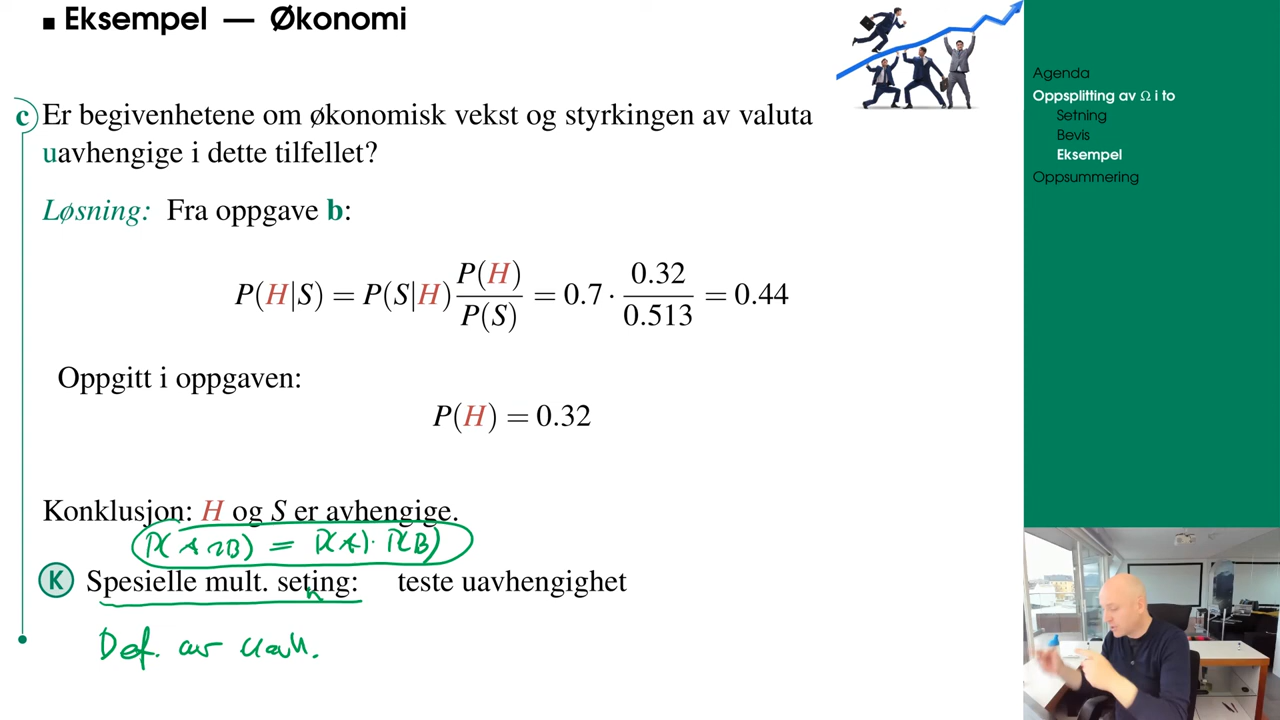 Eksempel — Økonomi
c Er begivenhetene om økonomisk vekst og styrkingen av valuta
uavhengige i dette tilfellet?
Løsning: Fra oppgave b:
P(H|S) = P(S|H) P(H)/P(S) = 0.7 · 0.32/0.513 = 0.44
Oppgitt i oppgaven:
P(H) = 0.32
Konklusjon: H og S er avhengige.
P(A∩B) = P(A)·P(B)
K Spesielle mult. seting: teste uavhengighet
n
Def. av uavh.
Agenda
Oppsplitting av Ω i to
Setning
Bevis
Eksempel
Oppsummering